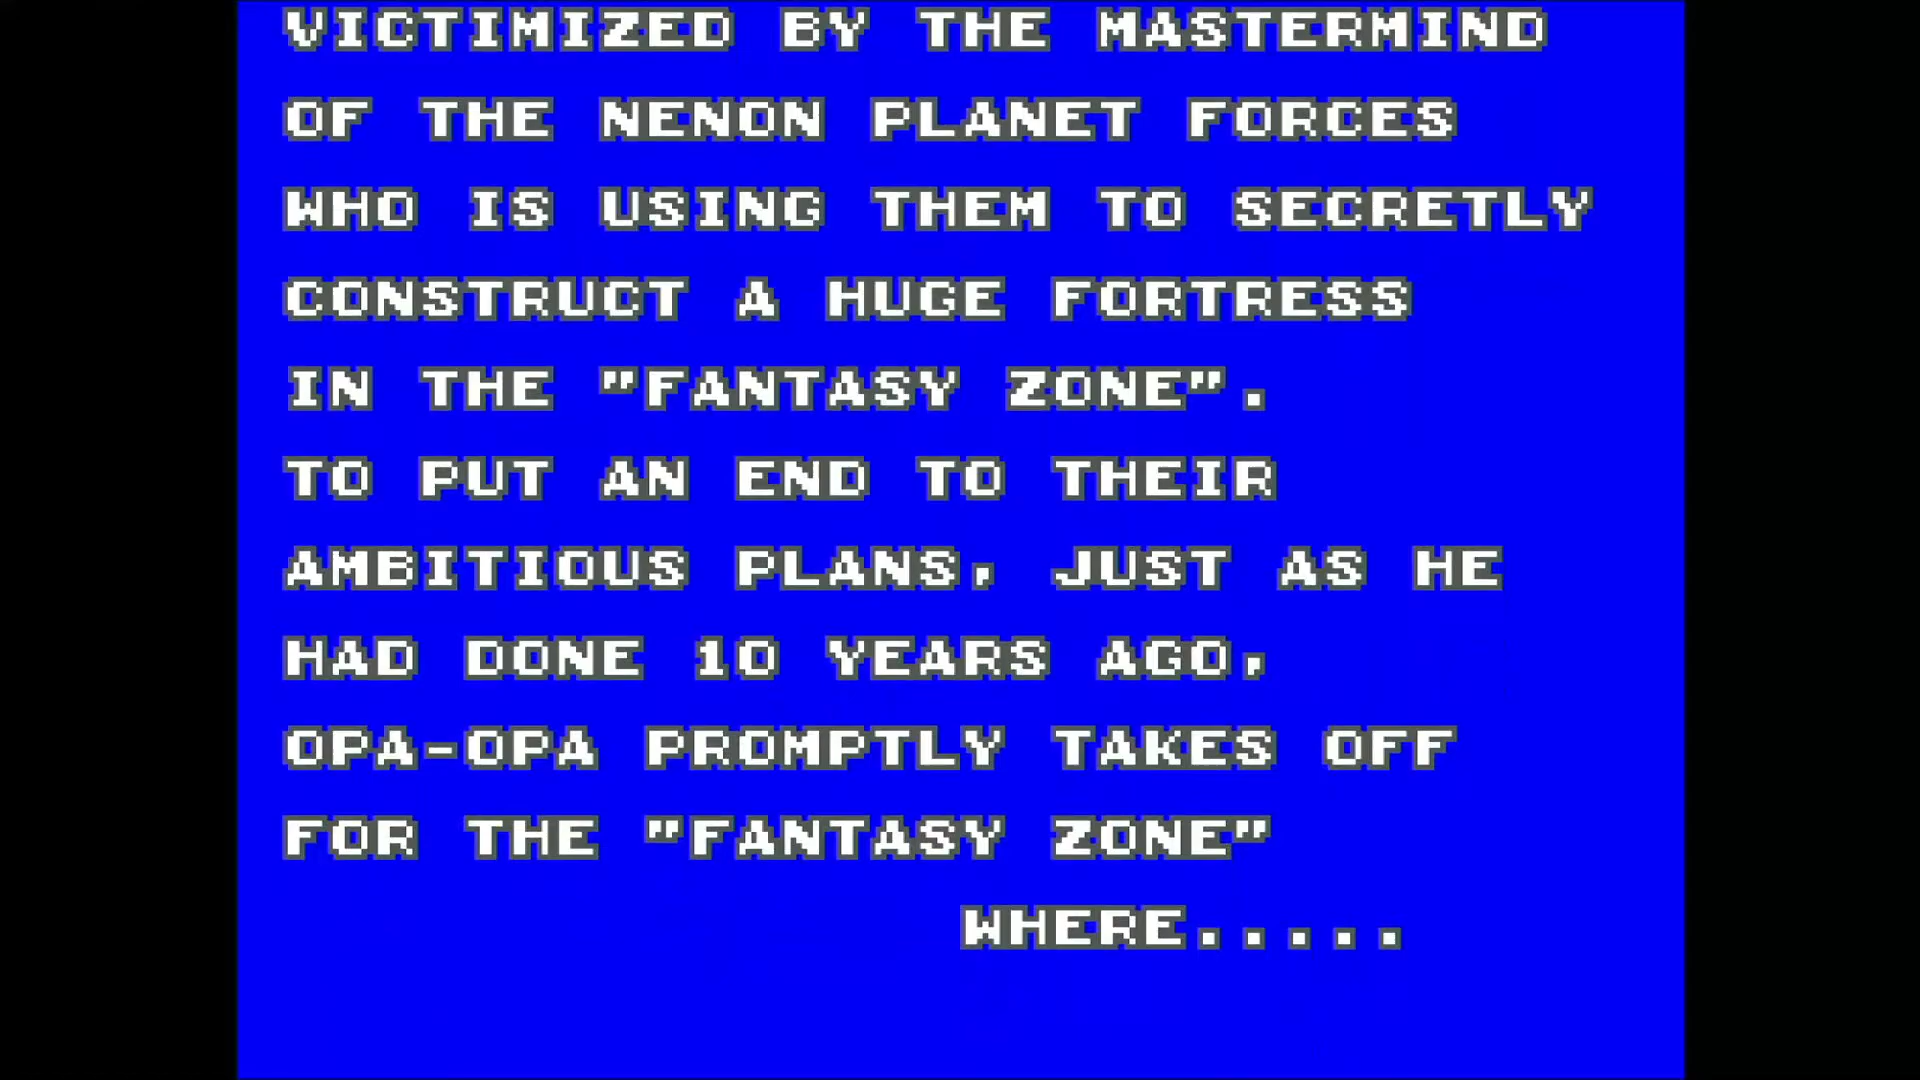 VICTIMIZED BY THE MASTERMIND
OF THE NENON PLANET FORCES
WHO IS USING THEM TO SECRETLY
CONSTRUCT A HUGE FORTRESS
IN THE "FANTASY ZONE".
TO PUT AN END TO THEIR
AMBITIOUS PLANS, JUST AS HE
HAD DONE 10 YEARS AGO,
OPA-OPA PROMPTLY TAKES OFF
FOR THE "FANTASY ZONE"
WHERE.....